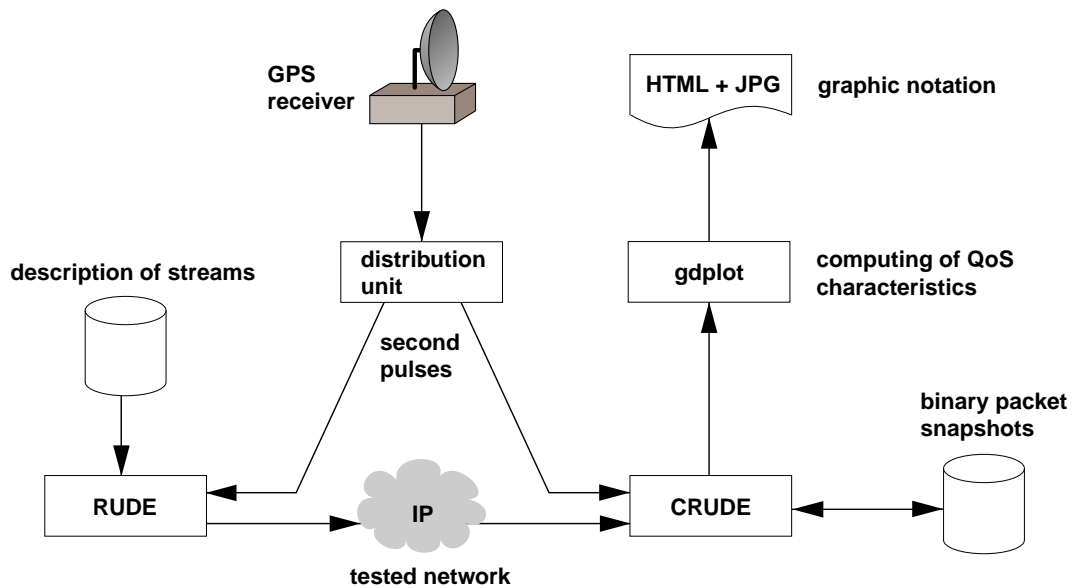 GPS
receiver
HTML + JPG
graphic notation
description of streams
distribution
unit
gdplot
computing of QoS
characteristics
second
pulses
binary packet
snapshots
RUDE
IP
CRUDE
tested network